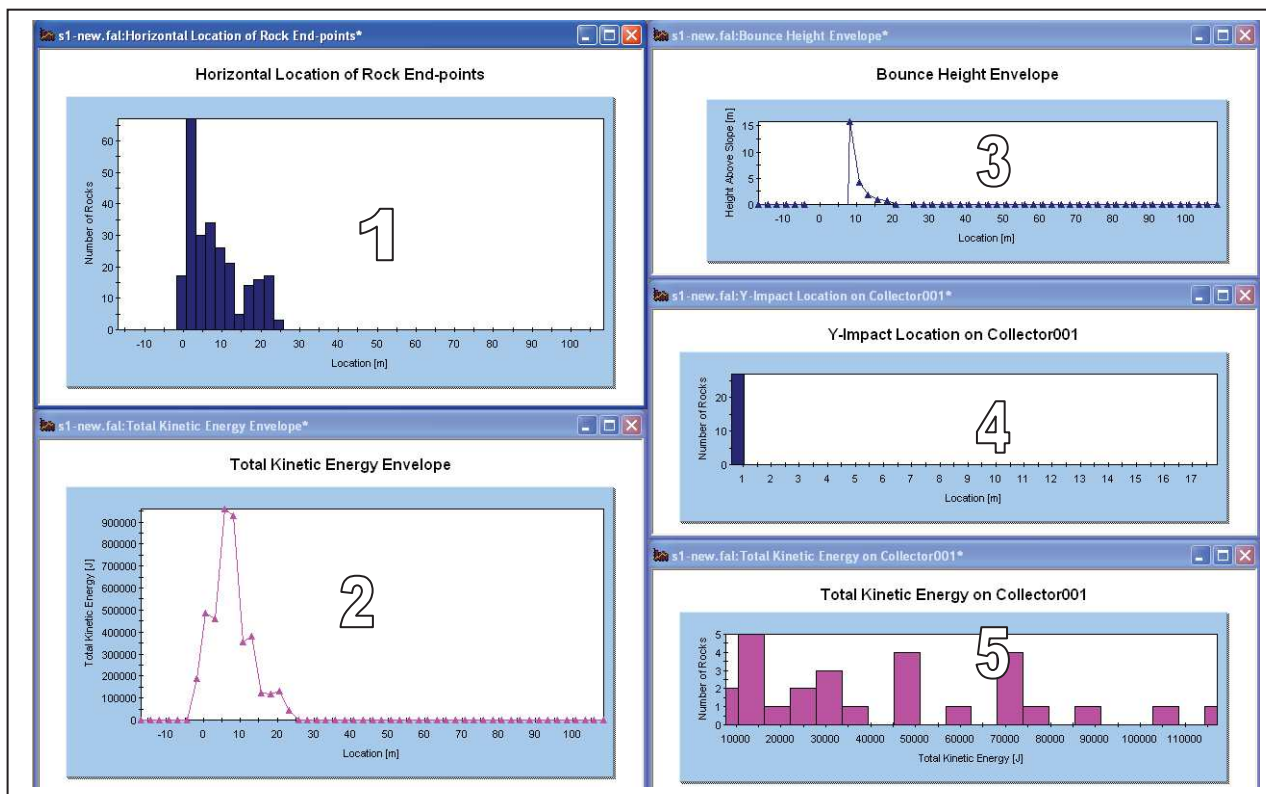 s1-new.fal:Horizontal Location of Rock End-points*
Horizontal Location of Rock End-points
Number of Rocks
60
50
40
30
20
10
0
-10 0 10 20 30 40 50 60 70 80 90 100
Location [m]
1
s1-new.fal:Total Kinetic Energy Envelope*
Total Kinetic Energy Envelope
Total Kinetic Energy [J]
900000
800000
700000
600000
500000
400000
300000
200000
100000
0
-10 0 10 20 30 40 50 60 70 80 90 100
Location [m]
2
s1-new.fal:Bounce Height Envelope*
Bounce Height Envelope
Height Above Slope [m]
15
10
5
0
-10 0 10 20 30 40 50 60 70 80 90 100
Location [m]
3
s1-new.fal:Y-Impact Location on Collector001*
Y-Impact Location on Collector001
Number of Rocks
20
10
0
1 2 3 4 5 6 7 8 9 10 11 12 13 14 15 16 17
Location [m]
4
s1-new.fal:Total Kinetic Energy on Collector001*
Total Kinetic Energy on Collector001
Number of Rocks
5
4
3
2
1
0
10000 20000 30000 40000 50000 60000 70000 80000 90000 100000 110000
Total Kinetic Energy [J]
5